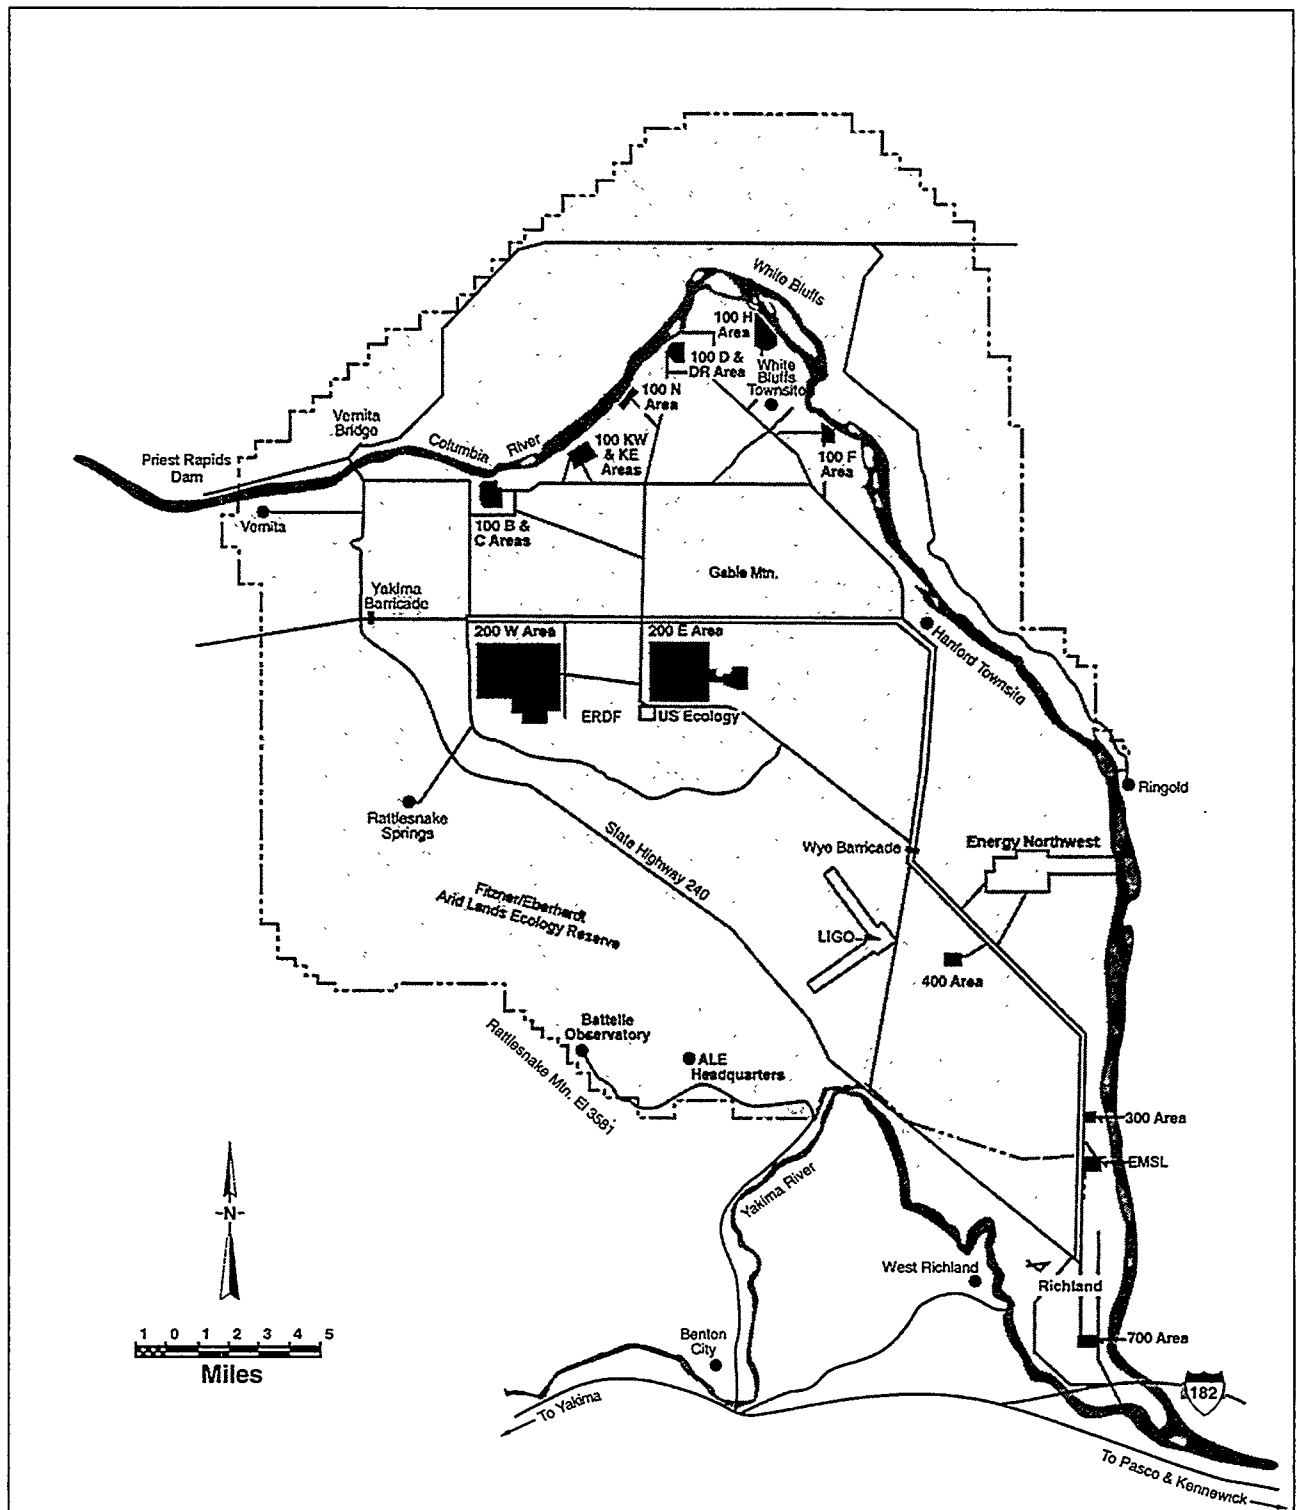 White Bluffs
100 H
Area
100 D &
DR Area
White
Bluffs
Townsite
100 N
Area
Vernita
Bridge
Columbia
River
100 KW
& KE
Areas
100 F
Area
Priest Rapids
Dam
Vernita
100 B &
C Areas
Gable Mtn.
Yakima
Barricade
200 W Area
200 E Area
Hanford Townsite
ERDF
US Ecology
Ringold
Rattlesnake
Springs
State Highway 240
Wye Barricade
Energy Northwest
Fitzner/Eberhardt
Arid Lands Ecology Reserve
LIGO
400 Area
Battelle
Observatory
Rattlesnake Mtn. El 3581
ALE
Headquarters
300 Area
EMSL
Yakima River
-N-
West Richland
Richland
1 0 1 2 3 4 5
Miles
Benton
City
700 Area
182
To Yakima
To Pasco & Kennewick